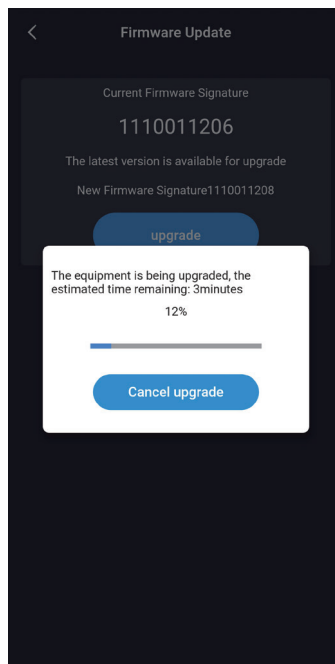 Firmware Update
Current Firmware Signature
1110011206
The latest version is available for upgrade
New Firmware Signature1110011208
upgrade
The equipment is being upgraded, the
estimated time remaining: 3minutes
12%
Cancel upgrade